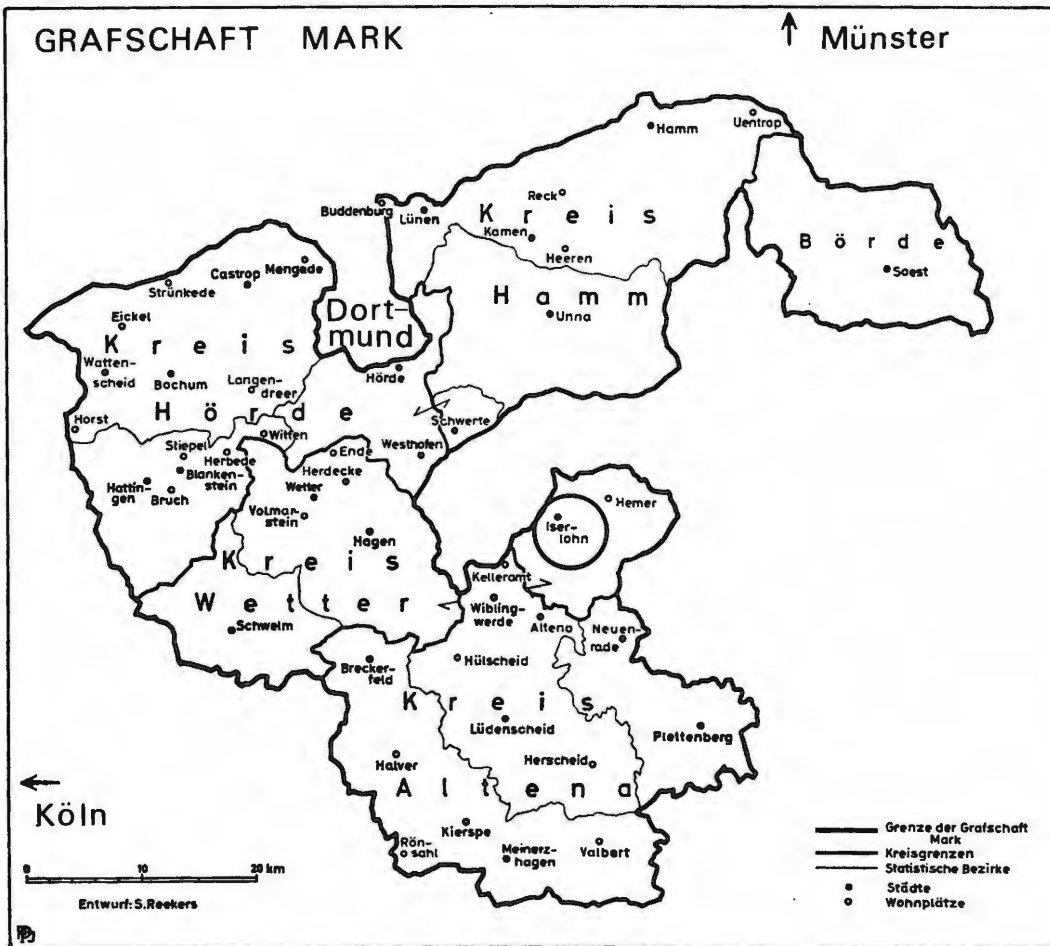 GRAFSCHAFT MARK
Münster
Hamm
Uentrop
Reck
Buddenburg
Lünen
Kreis
Kamen
Heeren
Börde
Soest
Castrop
Mengede
Strünkede
Hamm
Dort-
mund
Unna
Eickel
Kreis
Watten-
scheid
Bochum
Langen-
dreer
Hörde
Hörde
Horst
Witten
Schwerte
Stiepel
Herbede
Ende
Westhofen
Blanken-
stein
Herdecke
Hattin-
gen
Bruch
Wetter
Volmar-
stein
Hemer
Iser-
lohn
Hagen
Kreis
Kelleramt
Wetter
Wibling-
werde
Altena
Neuen-
rade
Schwelm
Brecker-
feld
Hülscheid
Kreis
Lüdenscheid
Plettenberg
Halver
Herscheid
Altena
Köln
Kierspe
Rön-
sahl
Meinerz-
hagen
Valbert
0 10 20 km
Entwurf: S. Reekers
Grenze der Grafschaft
Mark
Kreisgrenzen
Statistische Bezirke
Städte
Wohnplätze